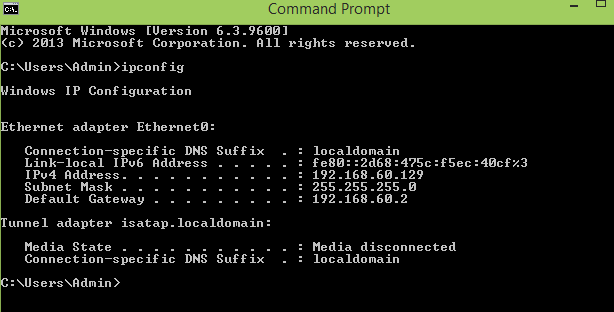 Command Prompt
Microsoft Windows [Version 6.3.9600]
(c) 2013 Microsoft Corporation. All rights reserved.
C:\Users\Admin>ipconfig
Windows IP Configuration
Ethernet adapter Ethernet0:
Connection-specific DNS Suffix  . : localdomain
Link-local IPv6 Address . . . . . : fe80::2d68:475c:f5ec:40cf%3
IPv4 Address. . . . . . . . . . . : 192.168.60.129
Subnet Mask . . . . . . . . . . . : 255.255.255.0
Default Gateway . . . . . . . . . : 192.168.60.2
Tunnel adapter isatap.localdomain:
Media State . . . . . . . . . . . : Media disconnected
Connection-specific DNS Suffix  . : localdomain
C:\Users\Admin>